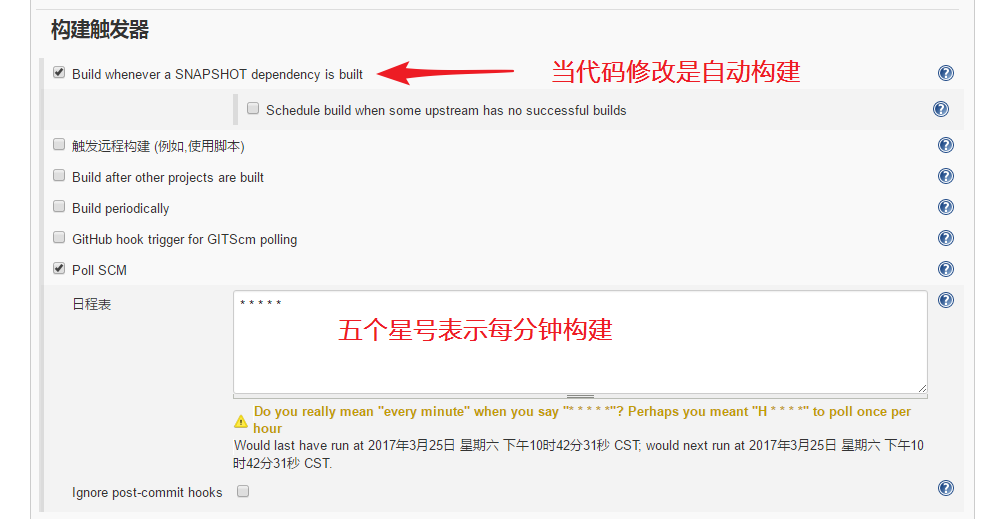 构建触发器
Build whenever a SNAPSHOT dependency is built
当代码修改是自动构建
Schedule build when some upstream has no successful builds
触发远程构建 (例如,使用脚本)
Build after other projects are built
Build periodically
GitHub hook trigger for GITScm polling
Poll SCM
日程表
* * * * *
五个星号表示每分钟构建
Do you really mean "every minute" when you say "* * * * *"? Perhaps you meant "H * * * *" to poll once per
hour
Would last have run at 2017年3月25日 星期六 下午10时42分31秒 CST; would next run at 2017年3月25日 星期六 下午10
时42分31秒 CST.
Ignore post-commit hooks